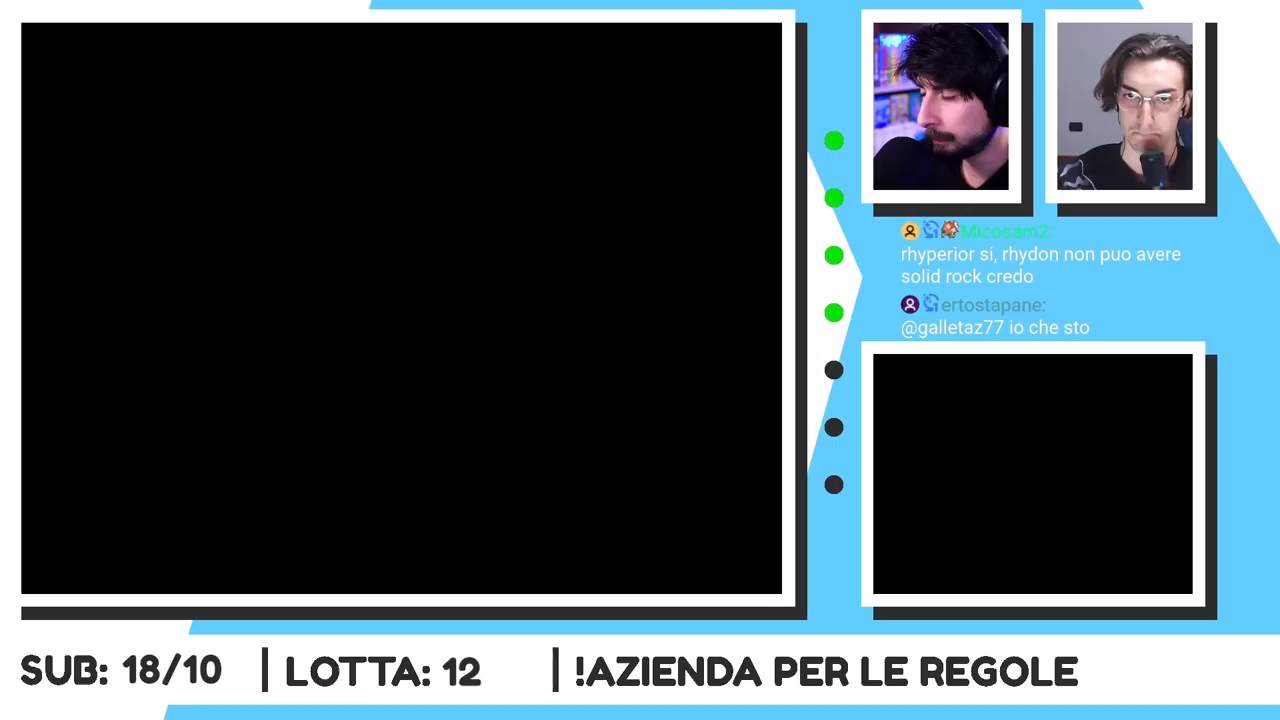 Micosam2:
rhyperior si, rhydon non puo avere
solid rock credo
ertostapane:
@galletaz77 io che sto
SUB: 18/10 | LOTTA: 12 | !AZIENDA PER LE REGOLE